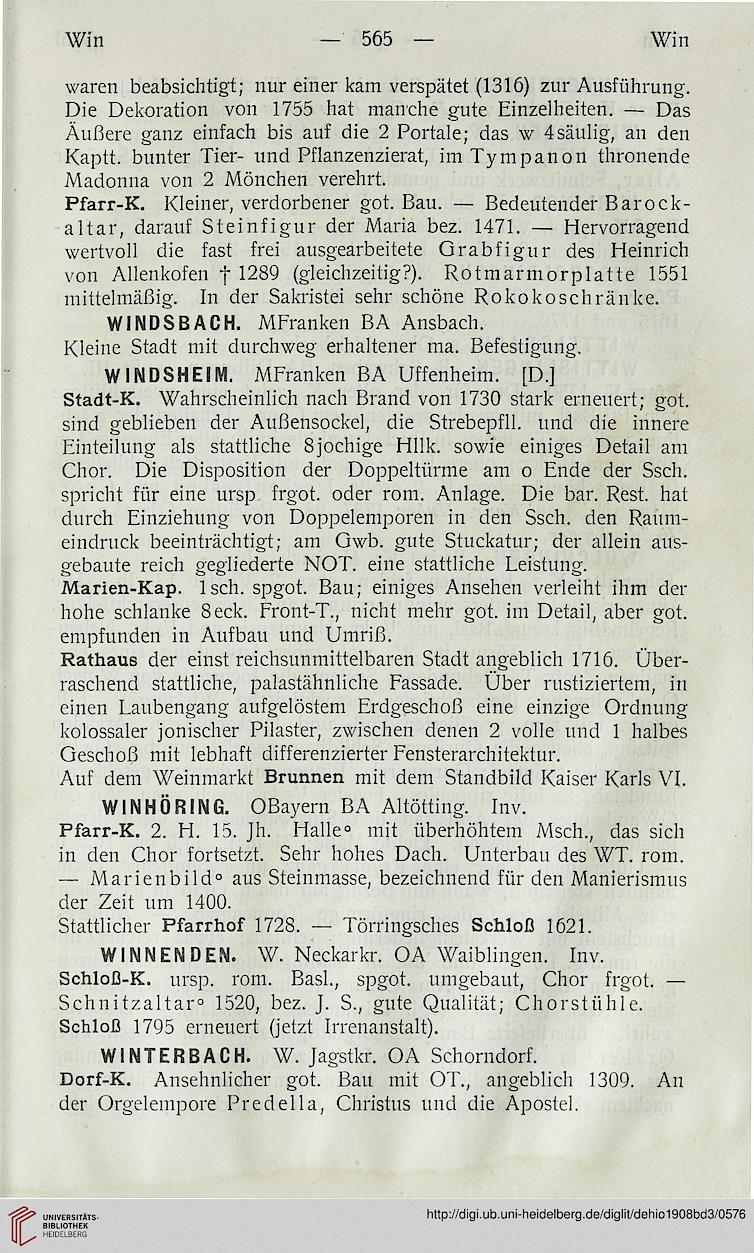 Win — 565 — Win
waren beabsichtigt; nur einer kam verspätet (1316) zur Ausführung.
Die Dekoration von 1755 hat manche gute Einzelheiten. — Das
Äußere ganz einfach bis auf die 2 Portale; das w 4säulig, an den
Kaptt. bunter Tier- und Pflanzenzierat, im Tympanon thronende
Madonna von 2 Mönchen verehrt.
Pfarr-K. Kleiner, verdorbener got. Bau. — Bedeutender Barock-
altar, darauf Steinfigur der Maria bez. 1471. — Hervorragend
wertvoll die fast frei ausgearbeitete Grabfigur des Heinrich
von Allenkofen † 1289 (gleichzeitig?). Rotmarmorplatte 1551
mittelmäßig. In der Sakristei sehr schöne Rokokoschränke.
WINDSBACH. MFranken BA Ansbach.
Kleine Stadt mit durchweg erhaltener ma. Befestigung.
WINDSHEIM. MFranken BA Uffenheim. [D.]
Stadt-K. Wahrscheinlich nach Brand von 1730 stark erneuert; got.
sind geblieben der Außensockel, die Strebepfll. und die innere
Einteilung als stattliche 8jochige Hllk. sowie einiges Detail am
Chor. Die Disposition der Doppeltürme am o Ende der Ssch.
spricht für eine ursp. frgot. oder rom. Anlage. Die bar. Rest. hat
durch Einziehung von Doppelemporen in den Ssch. den Raum-
eindruck beeinträchtigt; am Gwb. gute Stuckatur; der allein aus-
gebaute reich gegliederte NOT. eine stattliche Leistung.
Marien-Kap. 1sch. spgot. Bau; einiges Ansehen verleiht ihm der
hohe schlanke 8eck. Front-T., nicht mehr got. im Detail, aber got.
empfunden in Aufbau und Umriß.
Rathaus der einst reichsunmittelbaren Stadt angeblich 1716. Über-
raschend stattliche, palastähnliche Fassade. Über rustiziertem, in
einen Laubengang aufgelöstem Erdgeschoß eine einzige Ordnung
kolossaler jonischer Pilaster, zwischen denen 2 volle und 1 halbes
Geschoß mit lebhaft differenzierter Fensterarchitektur.
Auf dem Weinmarkt Brunnen mit dem Standbild Kaiser Karls VI.
WINHÖRING. OBayern BA Altötting. Inv.
Pfarr-K. 2. H. 15. Jh. Halle° mit überhöhtem Msch., das sich
in den Chor fortsetzt. Sehr hohes Dach. Unterbau des WT. rom.
— Marienbild° aus Steinmasse, bezeichnend für den Manierismus
der Zeit um 1400.
Stattlicher Pfarrhof 1728. — Törringsches Schloß 1621.
WINNENDEN. W. Neckarkr. OA Waiblingen. Inv.
Schloß-K. ursp. rom. Basl., spgot. umgebaut, Chor frgot. —
Schnitzaltar° 1520, bez. J. S., gute Qualität; Chorstühle.
Schloß 1795 erneuert (jetzt Irrenanstalt).
WINTERBACH. W. Jagstkr. OA Schorndorf.
Dorf-K. Ansehnlicher got. Bau mit OT., angeblich 1309. An
der Orgelempore Predella, Christus und die Apostel.
UNIVERSITÄTS-
BIBLIOTHEK
HEIDELBERG
http://digi.ub.uni-heidelberg.de/diglit/dehio1908bd3/0576